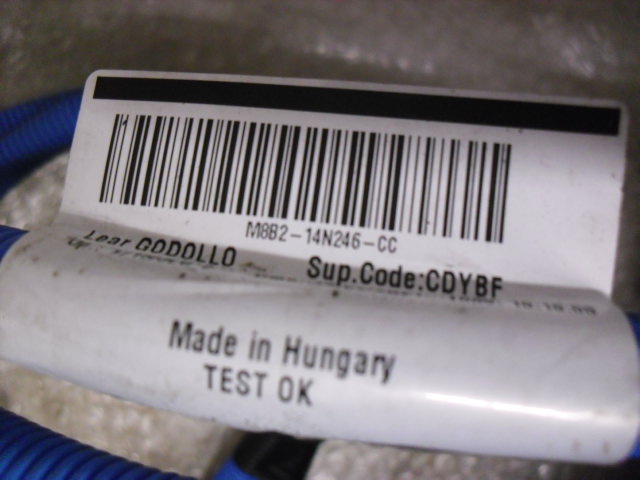 M8B2-14N246-CC
Lear GODOLLO
Sup.Code:CDYBF
Made in Hungary
TEST OK